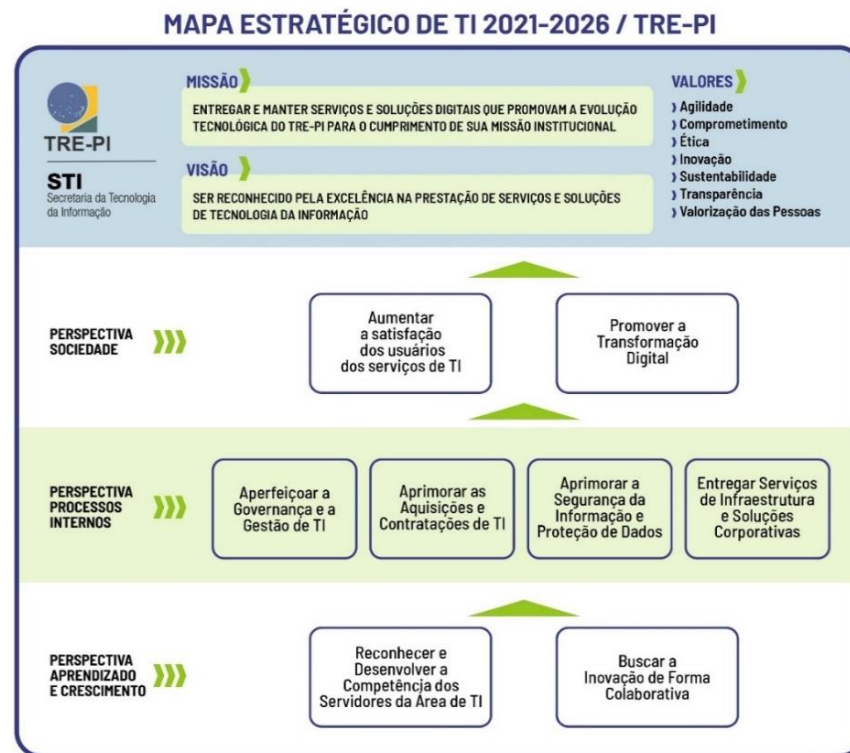 MAPA ESTRATÉGICO DE TI 2021-2026 / TRE-PI
TRE-PI
STI
Secretaria da Tecnologia
da Informação
MISSÃO
ENTREGAR E MANTER SERVIÇOS E SOLUÇÕES DIGITAIS QUE PROMOVAM A EVOLUÇÃO
TECNOLÓGICA DO TRE-PI PARA O CUMPRIMENTO DE SUA MISSÃO INSTITUCIONAL
VISÃO
SER RECONHECIDO PELA EXCELÊNCIA NA PRESTAÇÃO DE SERVIÇOS E SOLUÇÕES
DE TECNOLOGIA DA INFORMAÇÃO
VALORES
Agilidade
Comprometimento
Ética
Inovação
Sustentabilidade
Transparência
Valorização das Pessoas
PERSPECTIVA
SOCIEDADE
Aumentar
a satisfação
dos usuários
dos serviços de TI
Promover a
Transformação
Digital
PERSPECTIVA
PROCESSOS
INTERNOS
Aperfeiçoar a
Governança e a
Gestão de TI
Aprimorar as
Aquisições e
Contratações de TI
Aprimorar a
Segurança da
Informação e
Proteção de Dados
Entregar Serviços
de Infraestrutura
e Soluções
Corporativas
PERSPECTIVA
APRENDIZADO
E CRESCIMENTO
Reconhecer e
Desenvolver a
Competência dos
Servidores da Área de TI
Buscar a
Inovação de Forma
Colaborativa